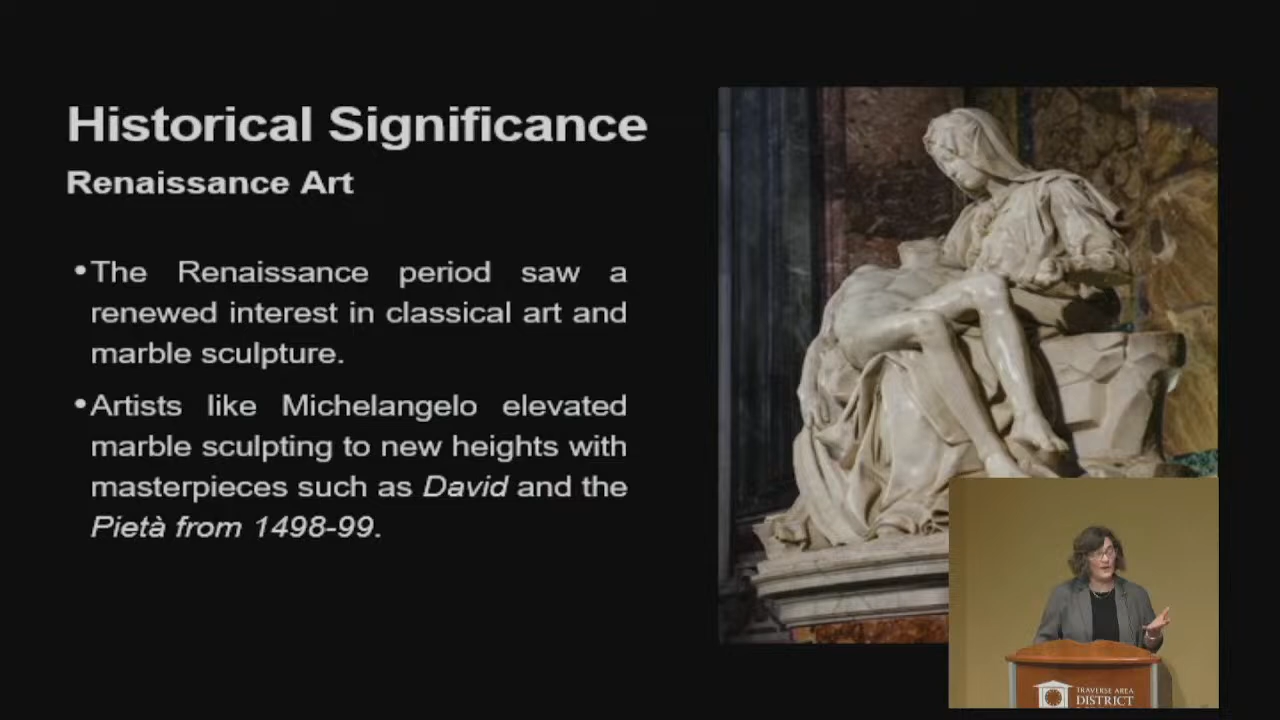 Historical Significance
Renaissance Art
•The Renaissance period saw a
renewed interest in classical art and
marble sculpture.
•Artists like Michelangelo elevated
marble sculpting to new heights with
masterpieces such as David and the
Pietà from 1498-99.
TRAVERSE AREA
DISTRICT